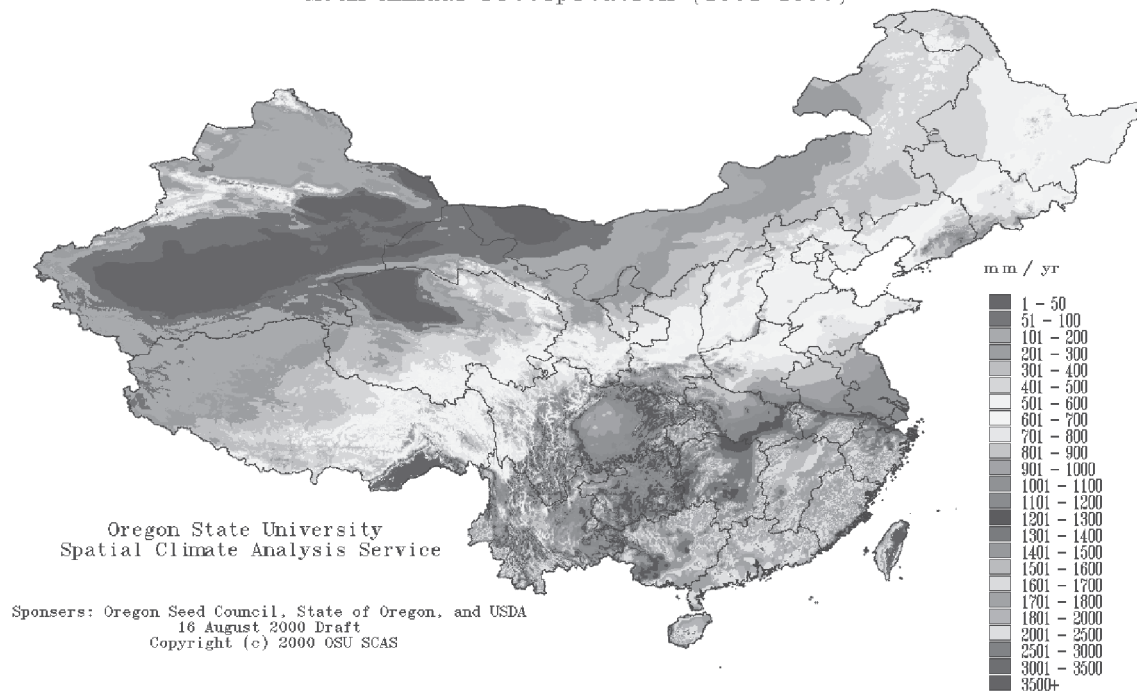 mm / yr
1 - 50
51 - 100
101 - 200
201 - 300
301 - 400
401 - 500
501 - 600
601 - 700
701 - 800
801 - 900
901 - 1000
1001 - 1100
1101 - 1200
1201 - 1300
1301 - 1400
1401 - 1500
1501 - 1600
1601 - 1700
1701 - 1800
1801 - 2000
2001 - 2500
2501 - 3000
3001 - 3500
3500+
Oregon State University
Spatial Climate Analysis Service
Sponsers: Oregon Seed Council, State of Oregon, and USDA
16 August 2000 Draft
Copyright (c) 2000 OSU SCAS